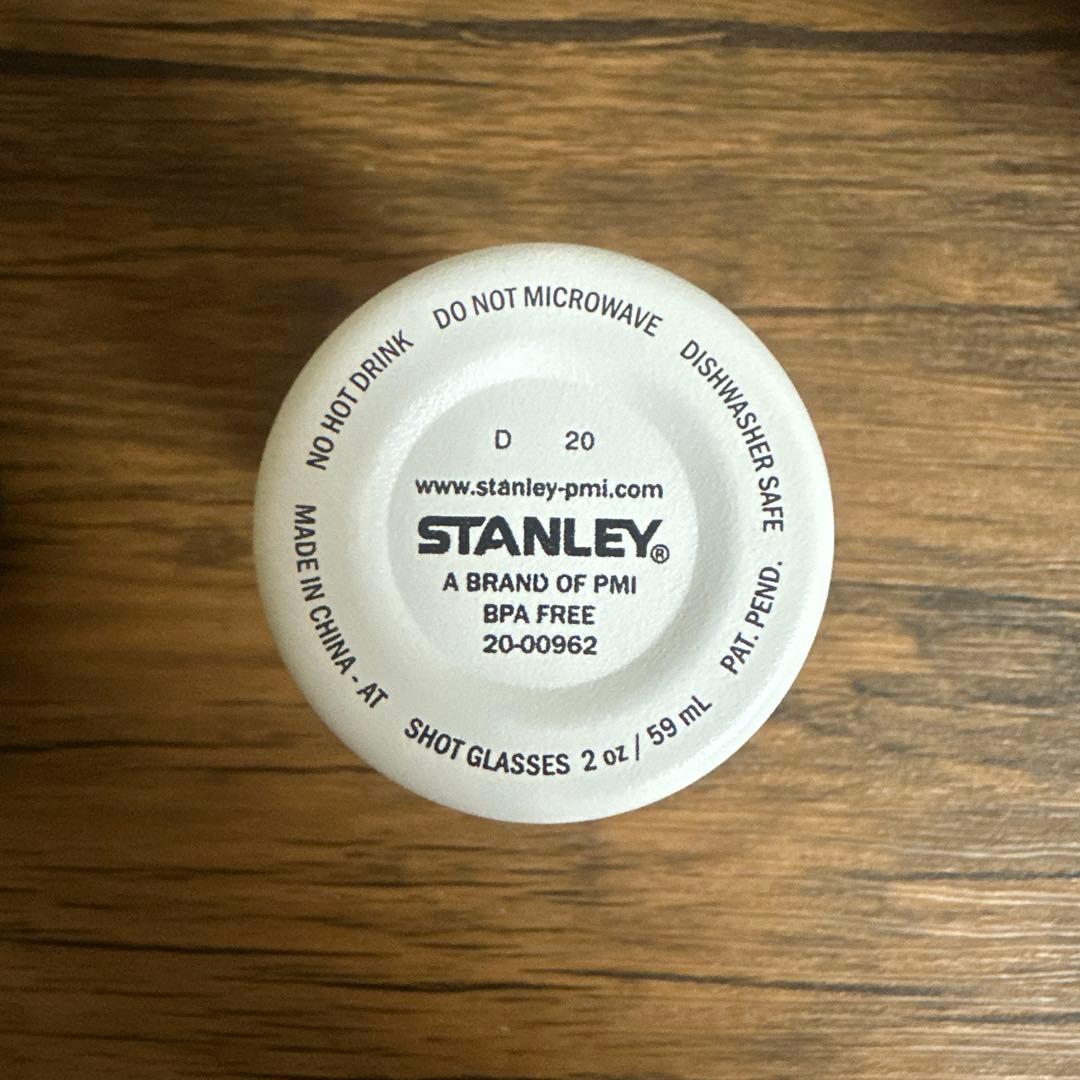 DO NOT MICROWAVE
DISHWASHER SAFE
PAT. PEND.
SHOT GLASSES 2 oz / 59 mL
MADE IN CHINA - AT
NO HOT DRINK
D 20
www.stanley-pmi.com
STANLEY®
A BRAND OF PMI
BPA FREE
20-00962